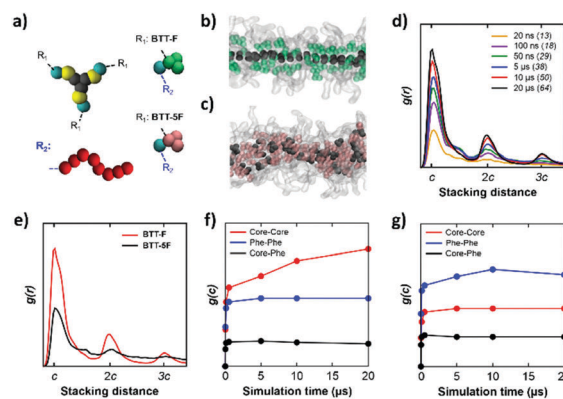 a)
R₁
R₁
R₁
R₂:
R₁: BTT-F
R₂
R₁: BTT-5F
R₂
b)
c)
d)
20 ns (13)
100 ns (18)
50 ns (29)
5 µs (38)
10 µs (50)
20 µs (64)
g(r)
c 2c 3c
Stacking distance
e)
BTT-F
BTT-5F
g(r)
c 2c 3c
Stacking distance
f)
Core-Core
Phe-Phe
Core-Phe
g(c)
0 5 10 15 20
Simulation time (µs)
g)
Core-Core
Phe-Phe
Core-Phe
g(c)
0 5 10 15 20
Simulation time (µs)